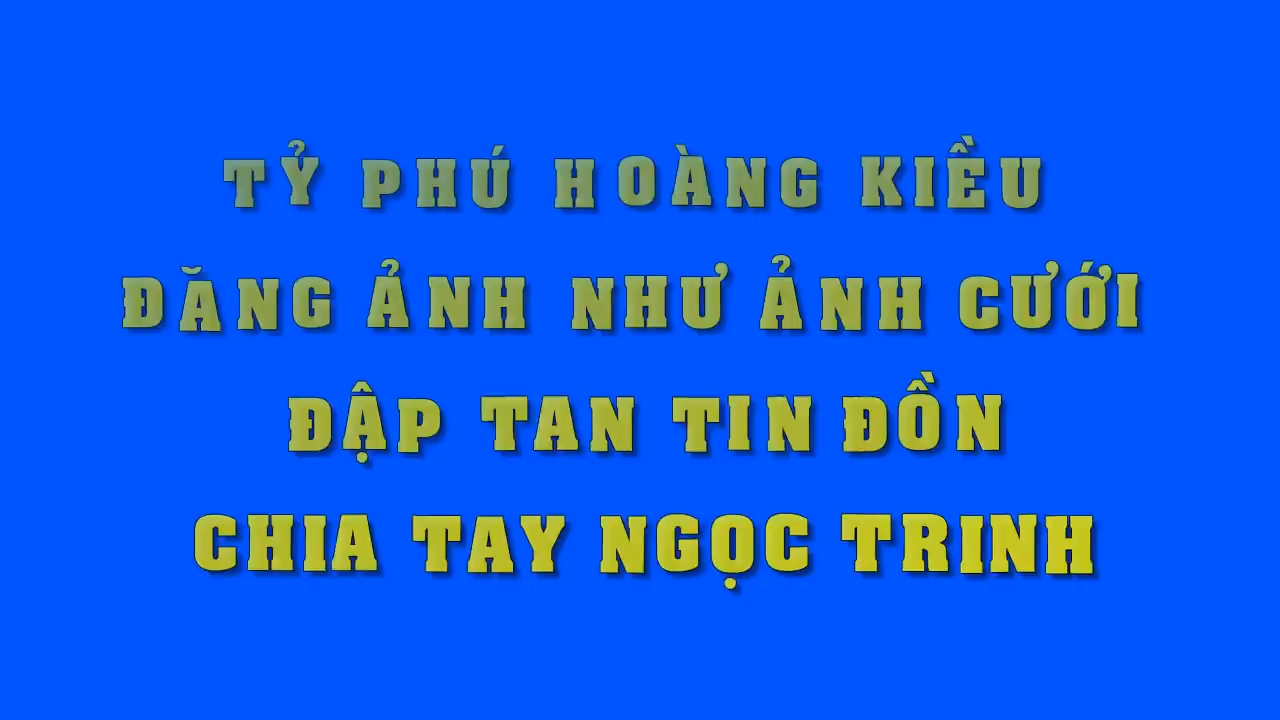 TỶ PHÚ HOÀNG KIỀU
ĐĂNG ẢNH NHƯ ẢNH CƯỚI
ĐẬP TAN TIN ĐỒN
CHIA TAY NGỌC TRINH